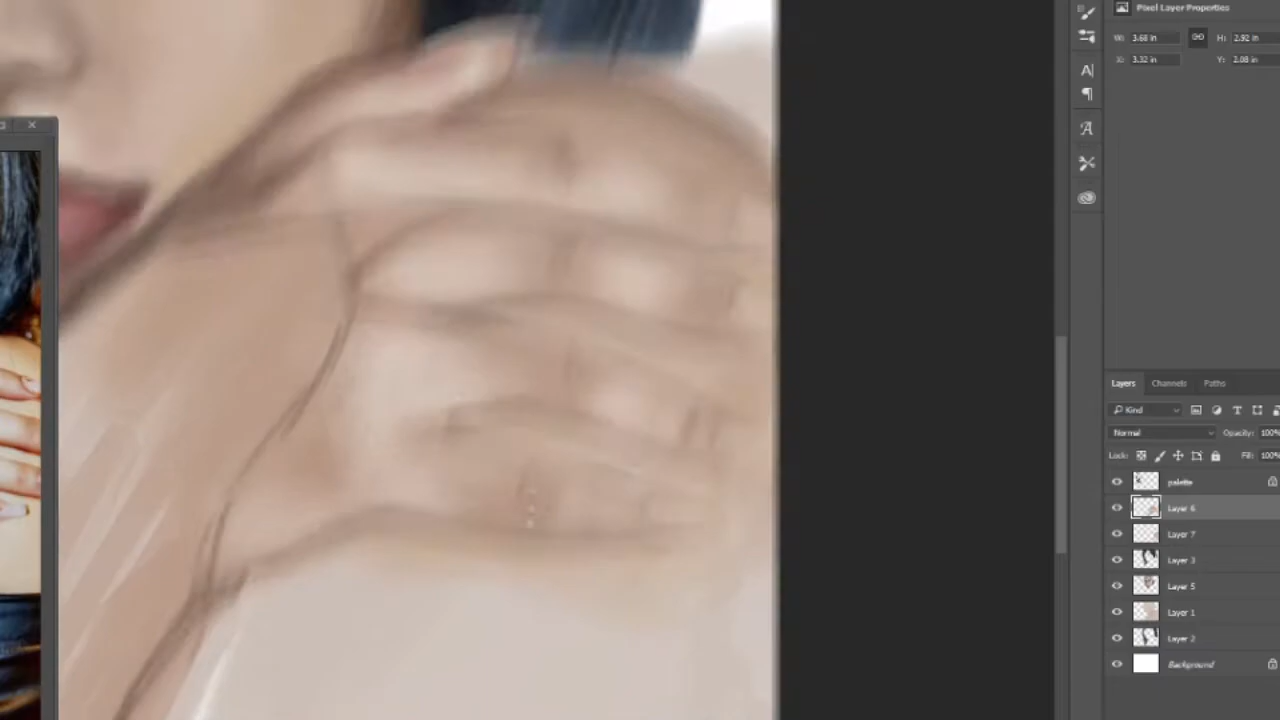 Pixel Layer Properties
W: 3.68 in H: 2.92 in
X: 3.32 in Y: 2.08 in
Layers Channels Paths
Kind
Normal Opacity: 100%
Lock: Fill: 100%
palette
Layer 6
Layer 7
Layer 3
Layer 5
Layer 1
Layer 2
Background